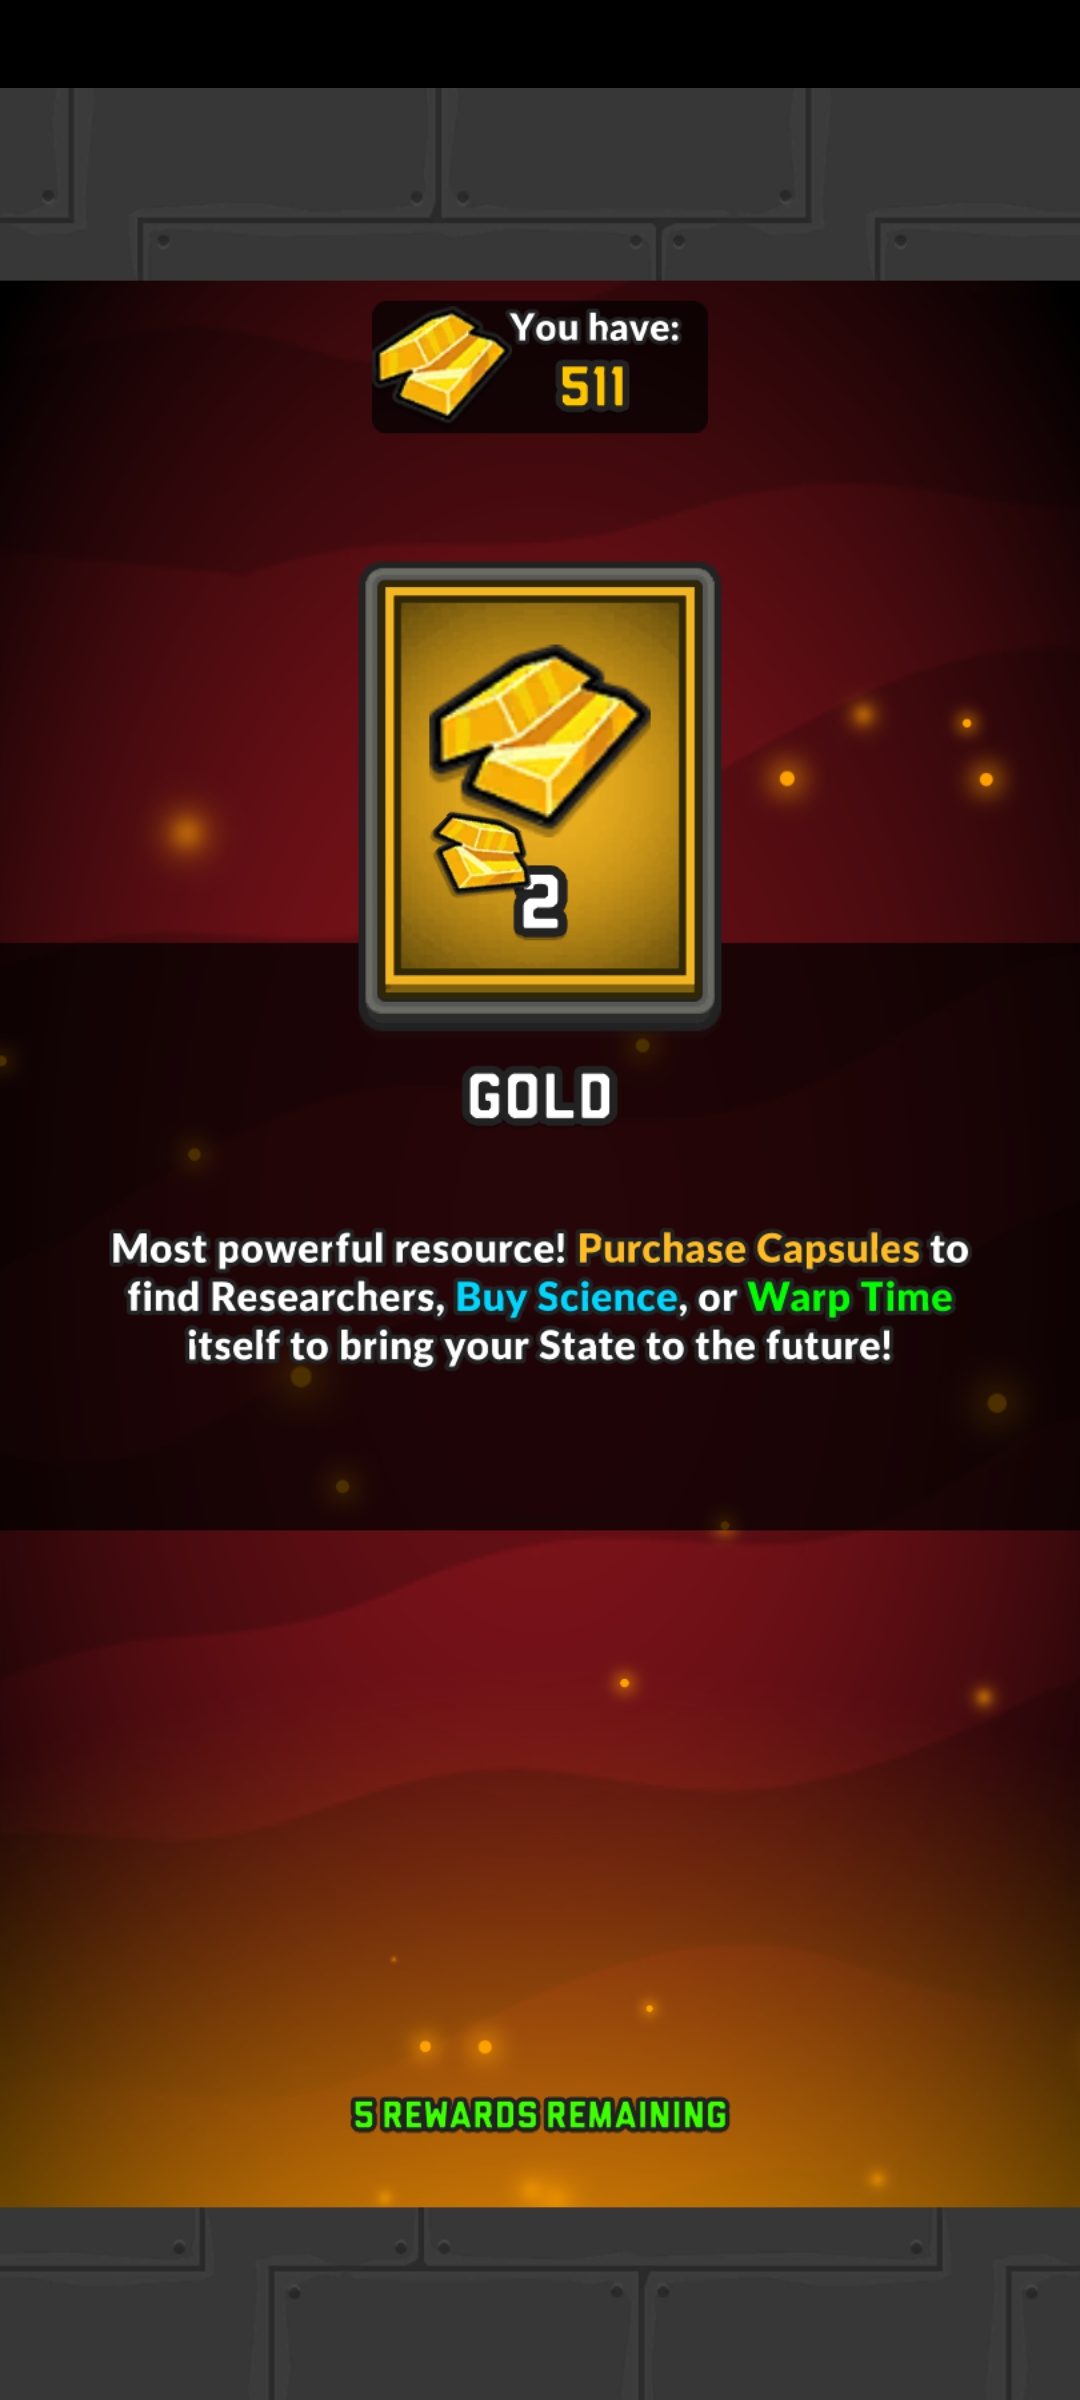 You have:
511
2
GOLD
Most powerful resource! Purchase Capsules to
find Researchers, Buy Science, or Warp Time
itself to bring your State to the future!
5 REWARDS REMAINING